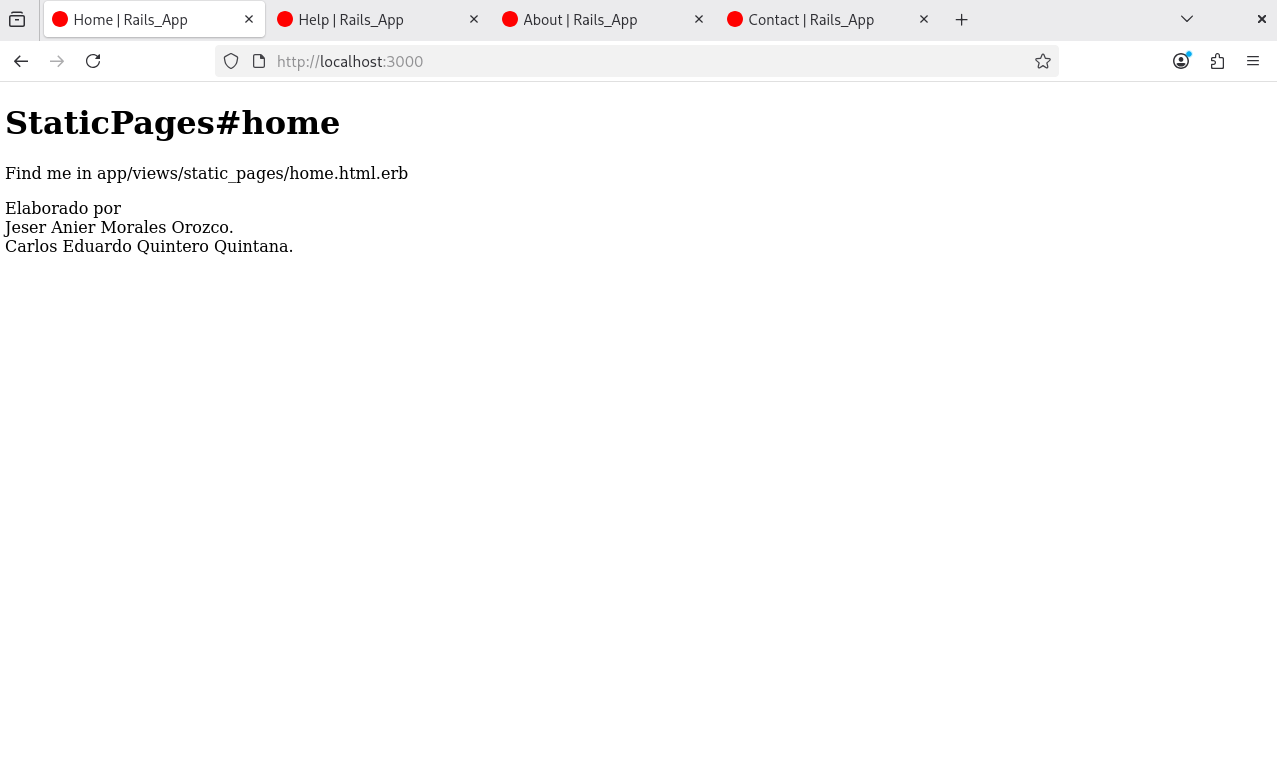 Home | Rails_App
Help | Rails_App
About | Rails_App
Contact | Rails_App
http://localhost:3000
StaticPages#home
Find me in app/views/static_pages/home.html.erb
Elaborado por
Jeser Anier Morales Orozco.
Carlos Eduardo Quintero Quintana.